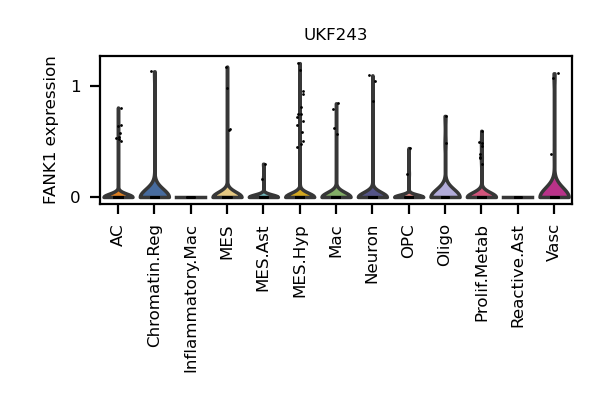 UKF243
FANK1 expression
1
0
AC
Chromatin.Reg
Inflammatory.Mac
MES
MES.Ast
MES.Hyp
Mac
Neuron
OPC
Oligo
Prolif.Metab
Reactive.Ast
Vasc